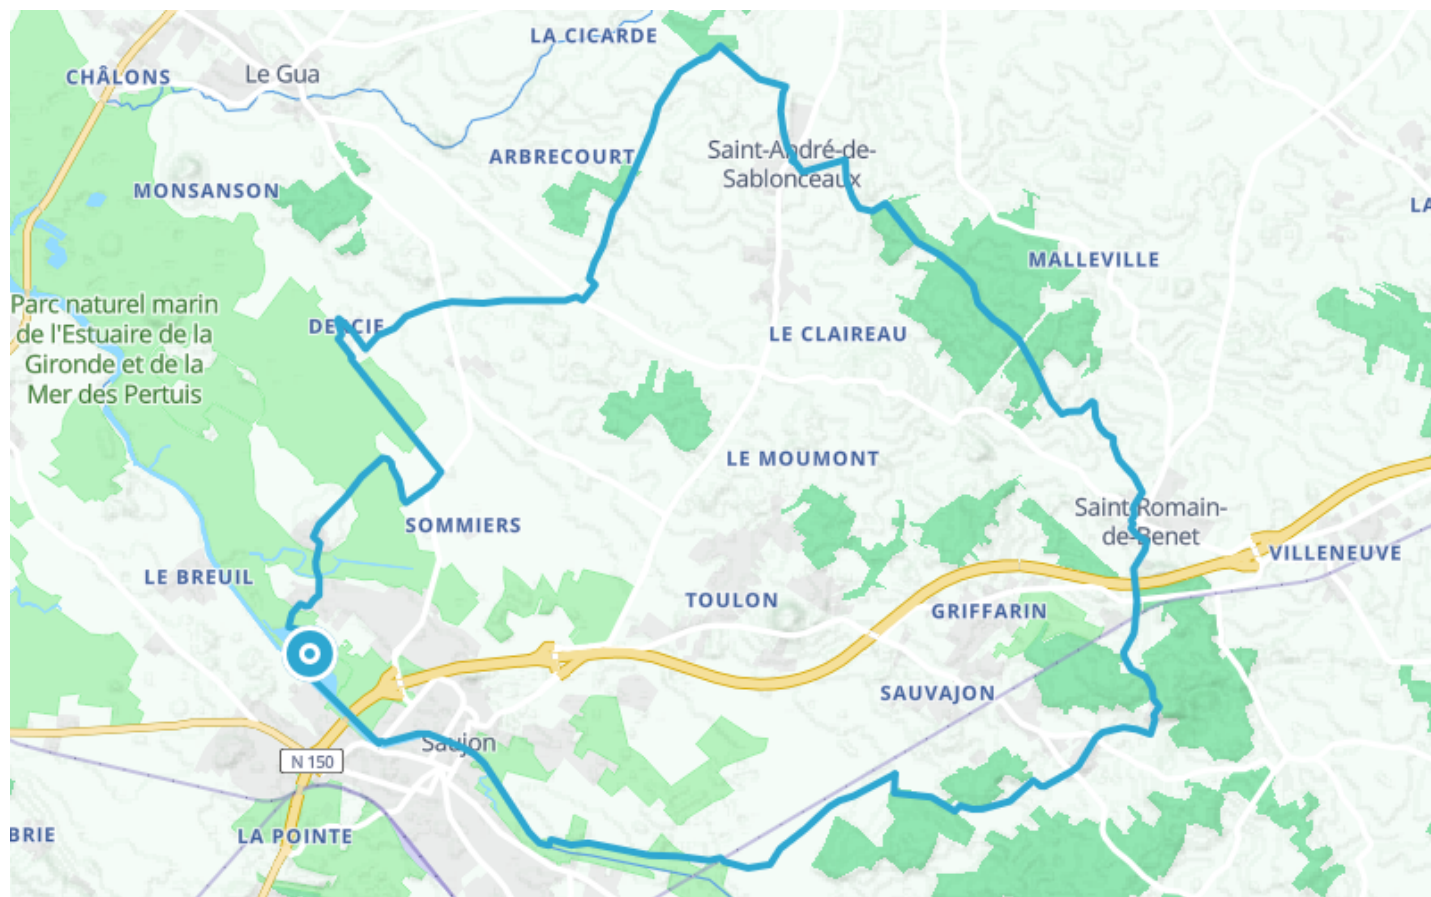 LA CICARDE
Le Gua
CHÂLONS
Saint-André-de-
Sablonceaux
ARBRECOURT
MONSANSON
MALLEVILLE
Parc naturel marin
de l'Estuaire de la
Gironde et de la
Mer des Pertuis
LE CLAIREAU
LE MOUMONT
SOMMIERS
Saint-Romain-
de-Benet
VILLENEUVE
LE BREUIL
TOULON
GRIFFARIN
SAUVAJON
Saujon
N 150
LA POINTE
BRIE
LA